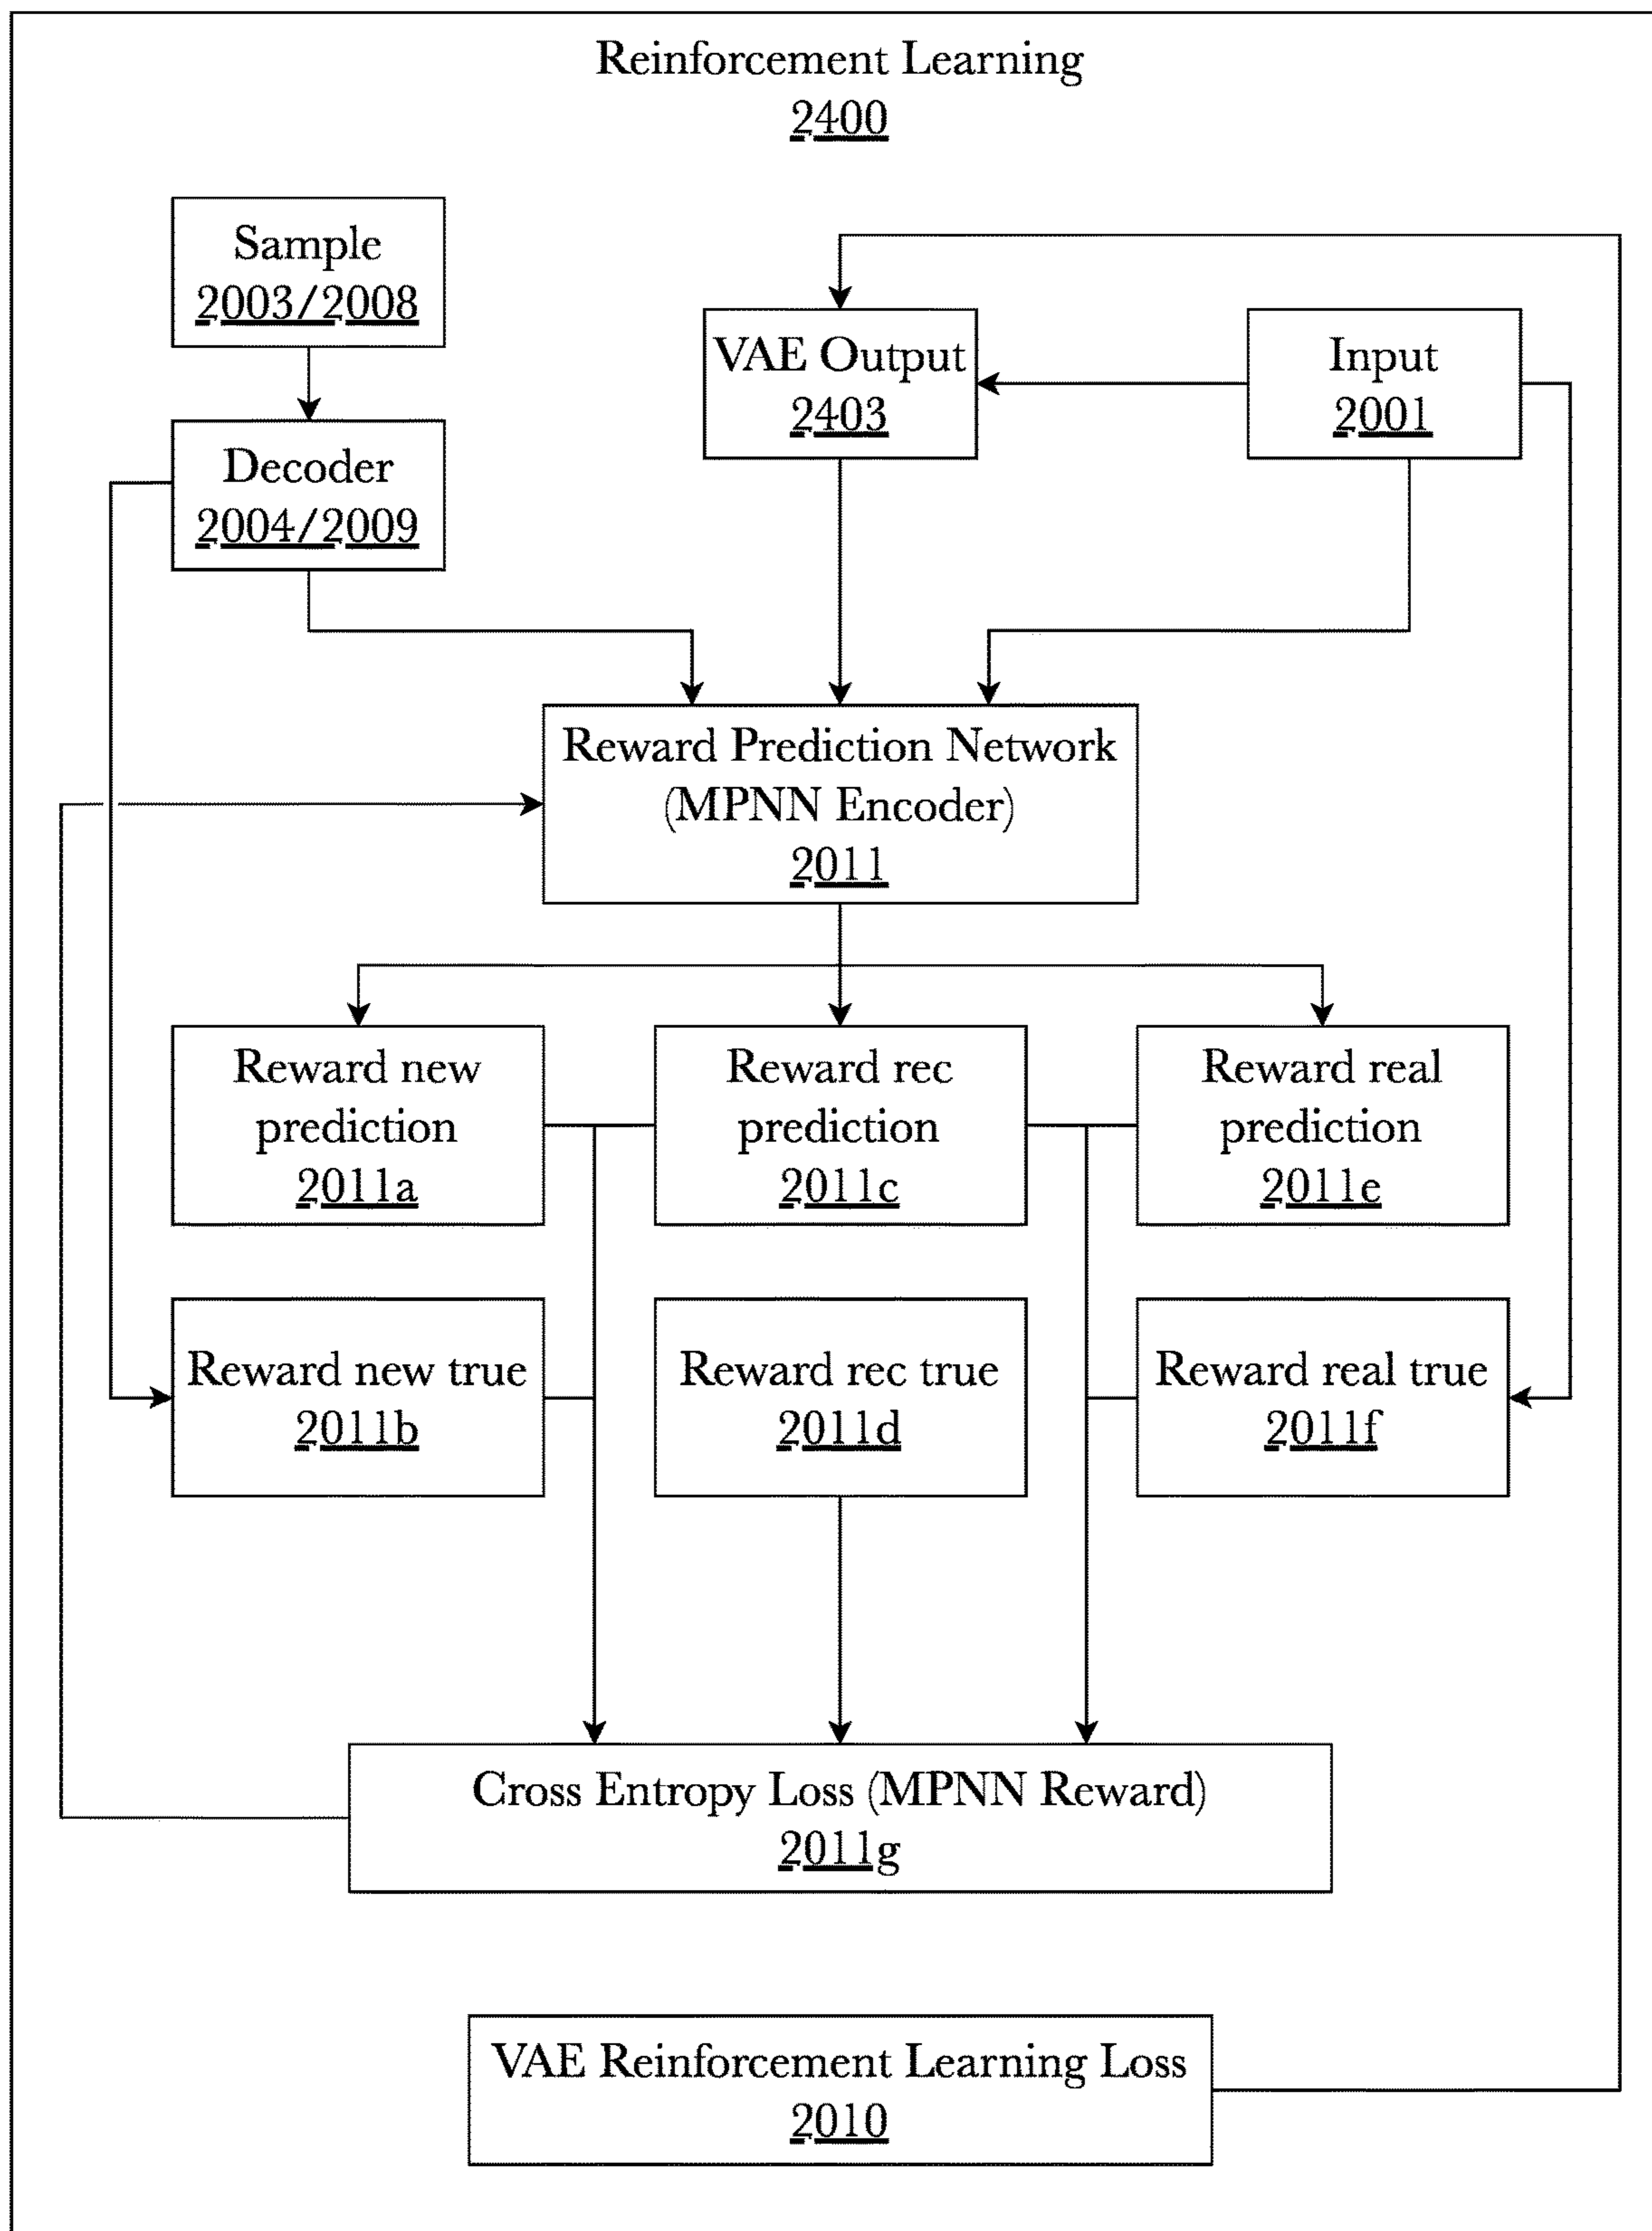 Reinforcement Learning
2400
Sample
2003/2008
VAE Output
2403
Input
2001
Decoder
2004/2009
Reward Prediction Network
(MPNN Encoder)
2011
Reward new
prediction
2011a
Reward rec
prediction
2011c
Reward real
prediction
2011e
Reward new true
2011b
Reward rec true
2011d
Reward real true
2011f
Cross Entropy Loss (MPNN Reward)
2011g
VAE Reinforcement Learning Loss
2010